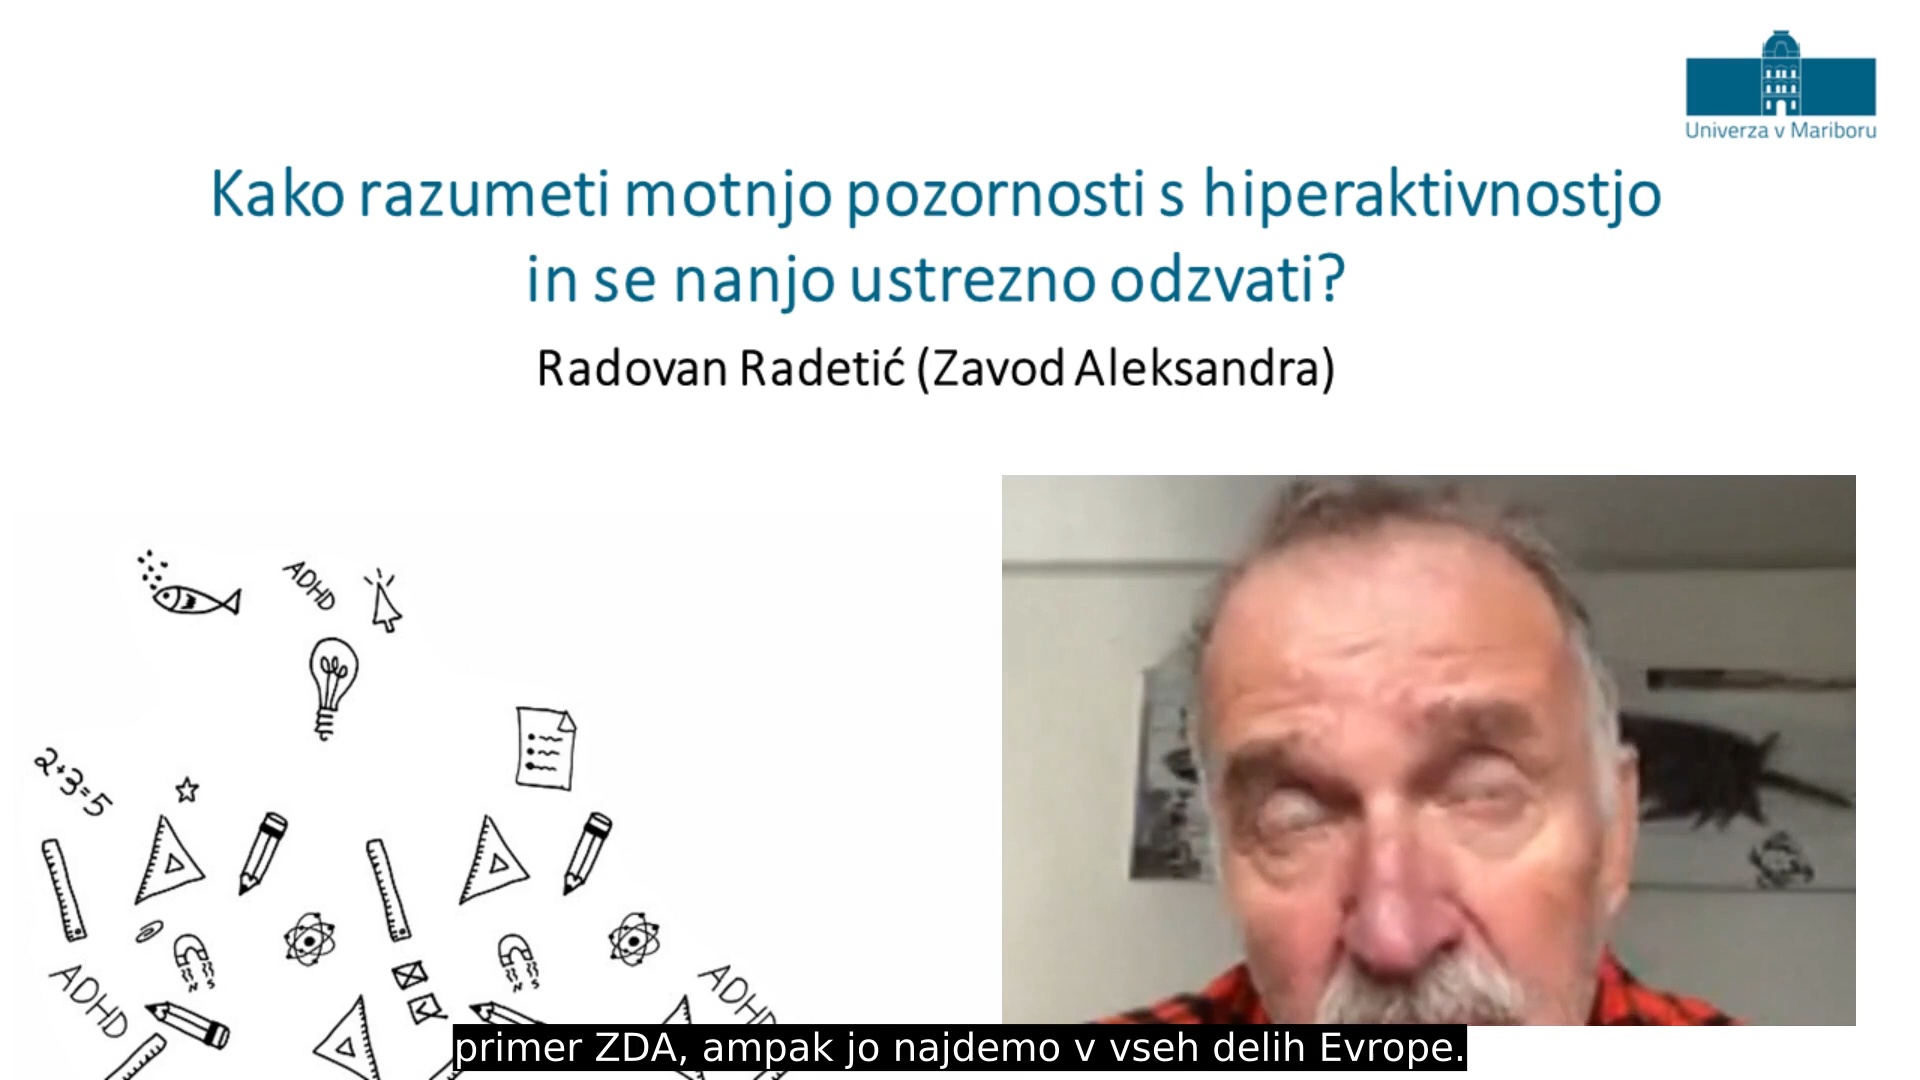 Univerza v Mariboru
Kako razumeti motnjo pozornosti s hiperaktivnostjo
in se nanjo ustrezno odzvati?
Radovan Radetić (Zavod Aleksandra)
ADHD
2+3=5
ADHD
ADHD
primer ZDA, ampak jo najdemo v vseh delih Evrope.